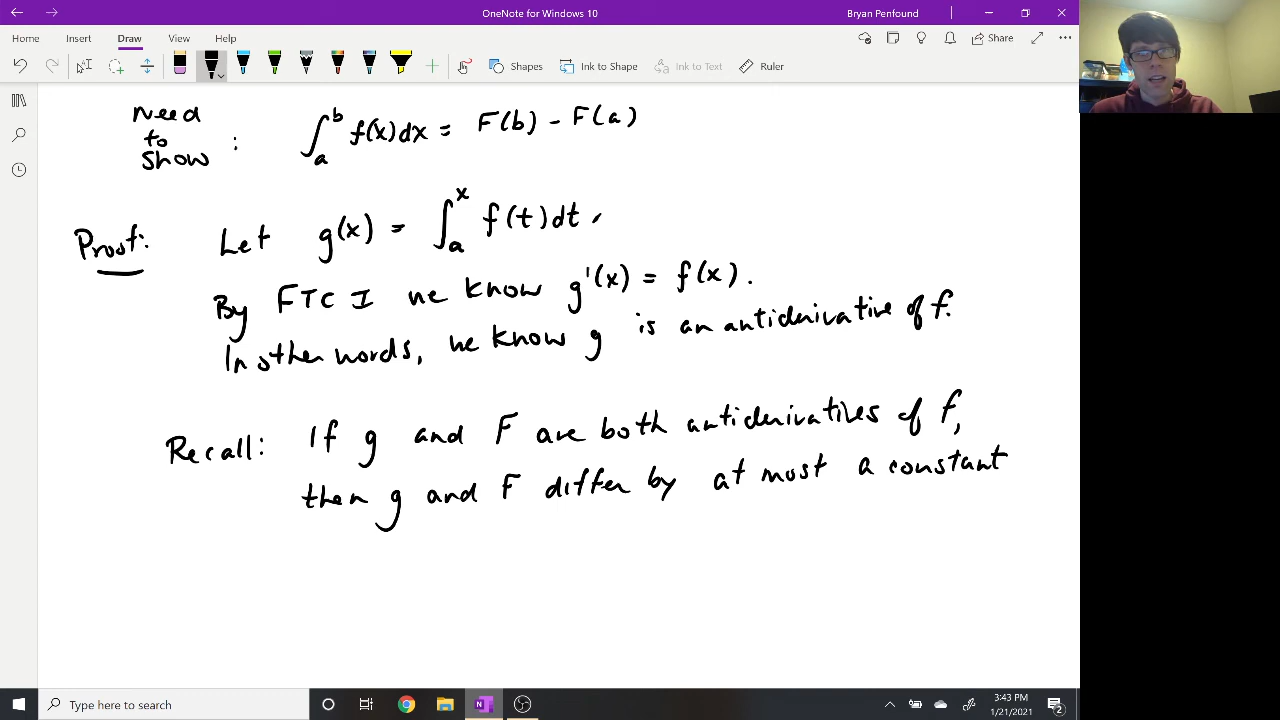 OneNote for Windows 10
Bryan Penfound
Home Insert Draw View Help
Share
Shapes Ink to Shape Ink to Text Ruler
Need to show : ∫_a^b f(x)dx = F(b) - F(a)
Proof: Let g(x) = ∫_a^x f(t)dt.
By FTC I we know g'(x) = f(x).
In other words, we know g is an antiderivative of f.
Recall: If g and F are both antiderivatives of f,
then g and F differ by at most a constant
Type here to search
3:43 PM
1/21/2021
2